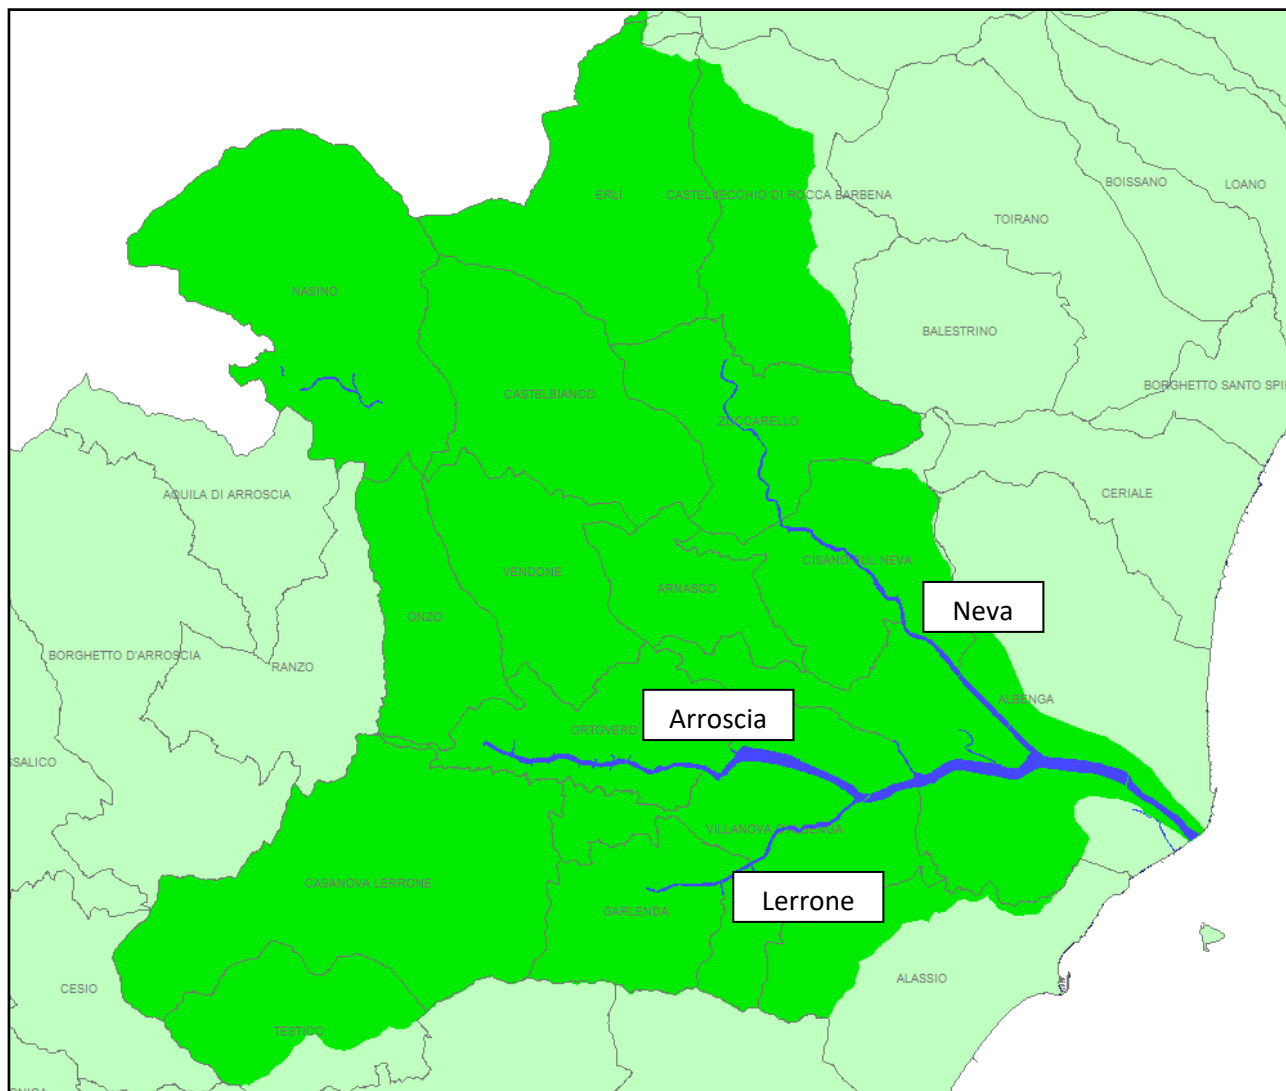 ERLI
CASTELVECCHIO DI ROCCA BARBENA
BOISSANO
LOANO
TOIRANO
NASINO
BALESTRINO
BORGHETTO SANTO SPI
CASTELBIANCO
ZUCCARELLO
AQUILA DI ARROSCIA
CERIALE
VENDONE
CISANO SUL NEVA
ARNASCO
ONZO
Neva
BORGHETTO D'ARROSCIA
RANZO
ALBENGA
Arroscia
ORTOVERO
SSALICO
VILLANOVA D'ALBENGA
CASANOVA LERRONE
Lerrone
GARLENDA
ALASSIO
CESIO
TESTICO